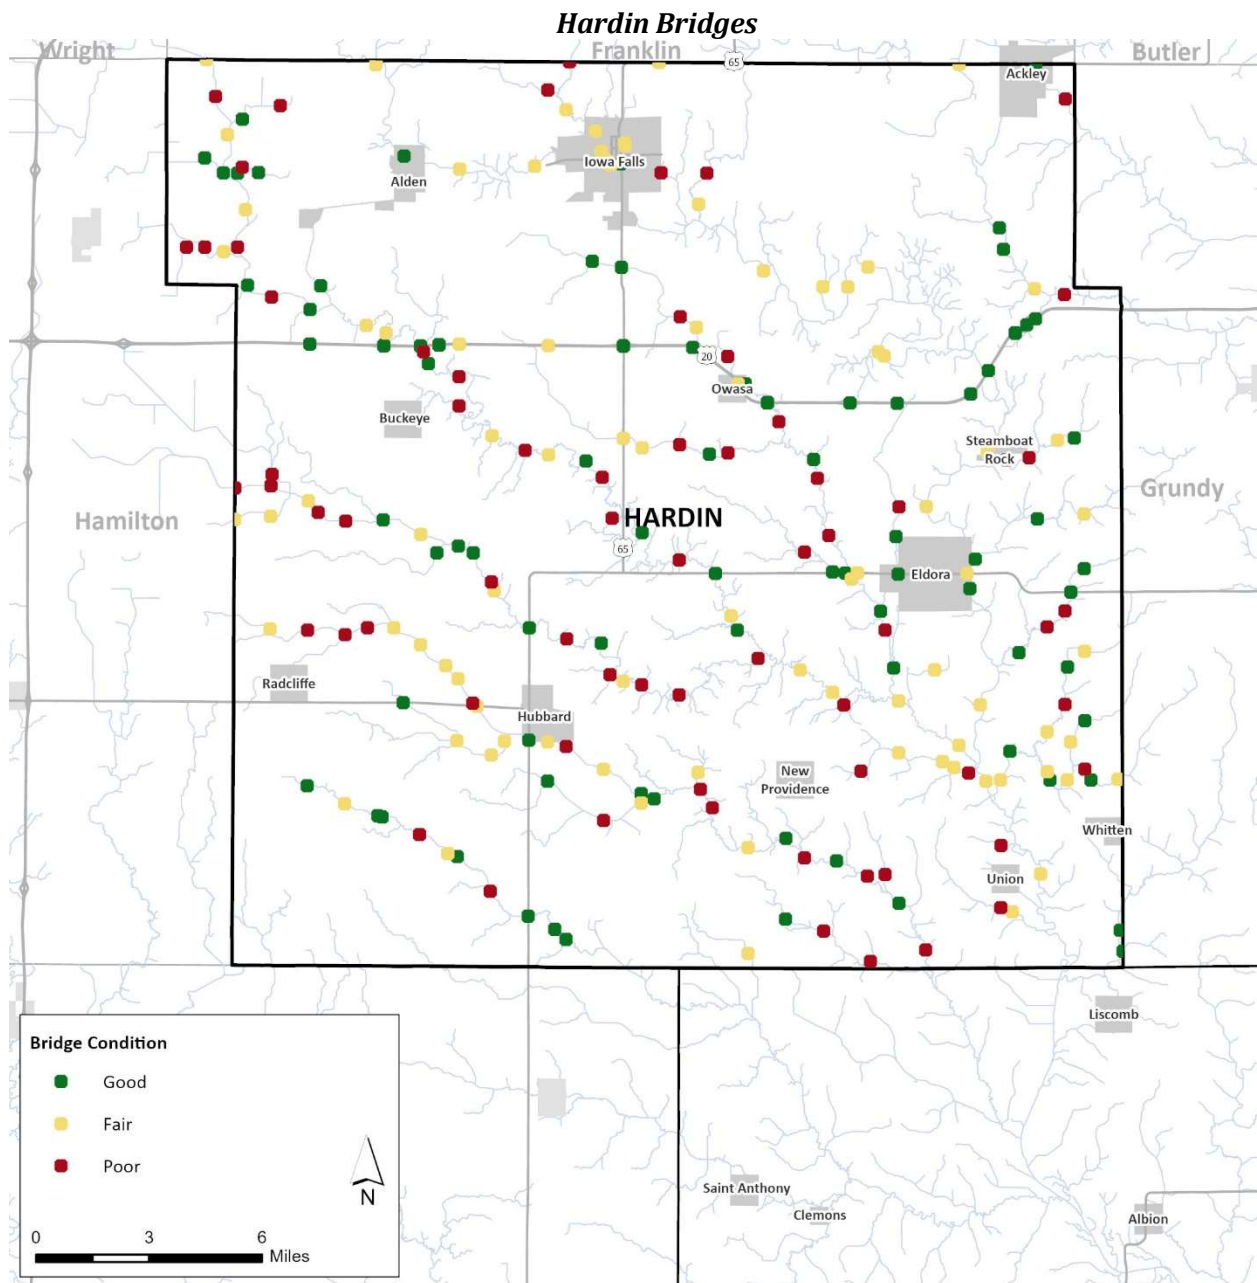 Hardin Bridges
Wright
Franklin
65
Butler
Ackley
Iowa Falls
Alden
20
Owasa
Buckeye
Steamboat
Rock
Grundy
Hamilton
HARDIN
65
Eldora
Radcliffe
Hubbard
New
Providence
Whitten
Union
Liscomb
Bridge Condition
Good
Fair
Poor
N
0
3
6
Miles
Saint Anthony
Clemons
Albion